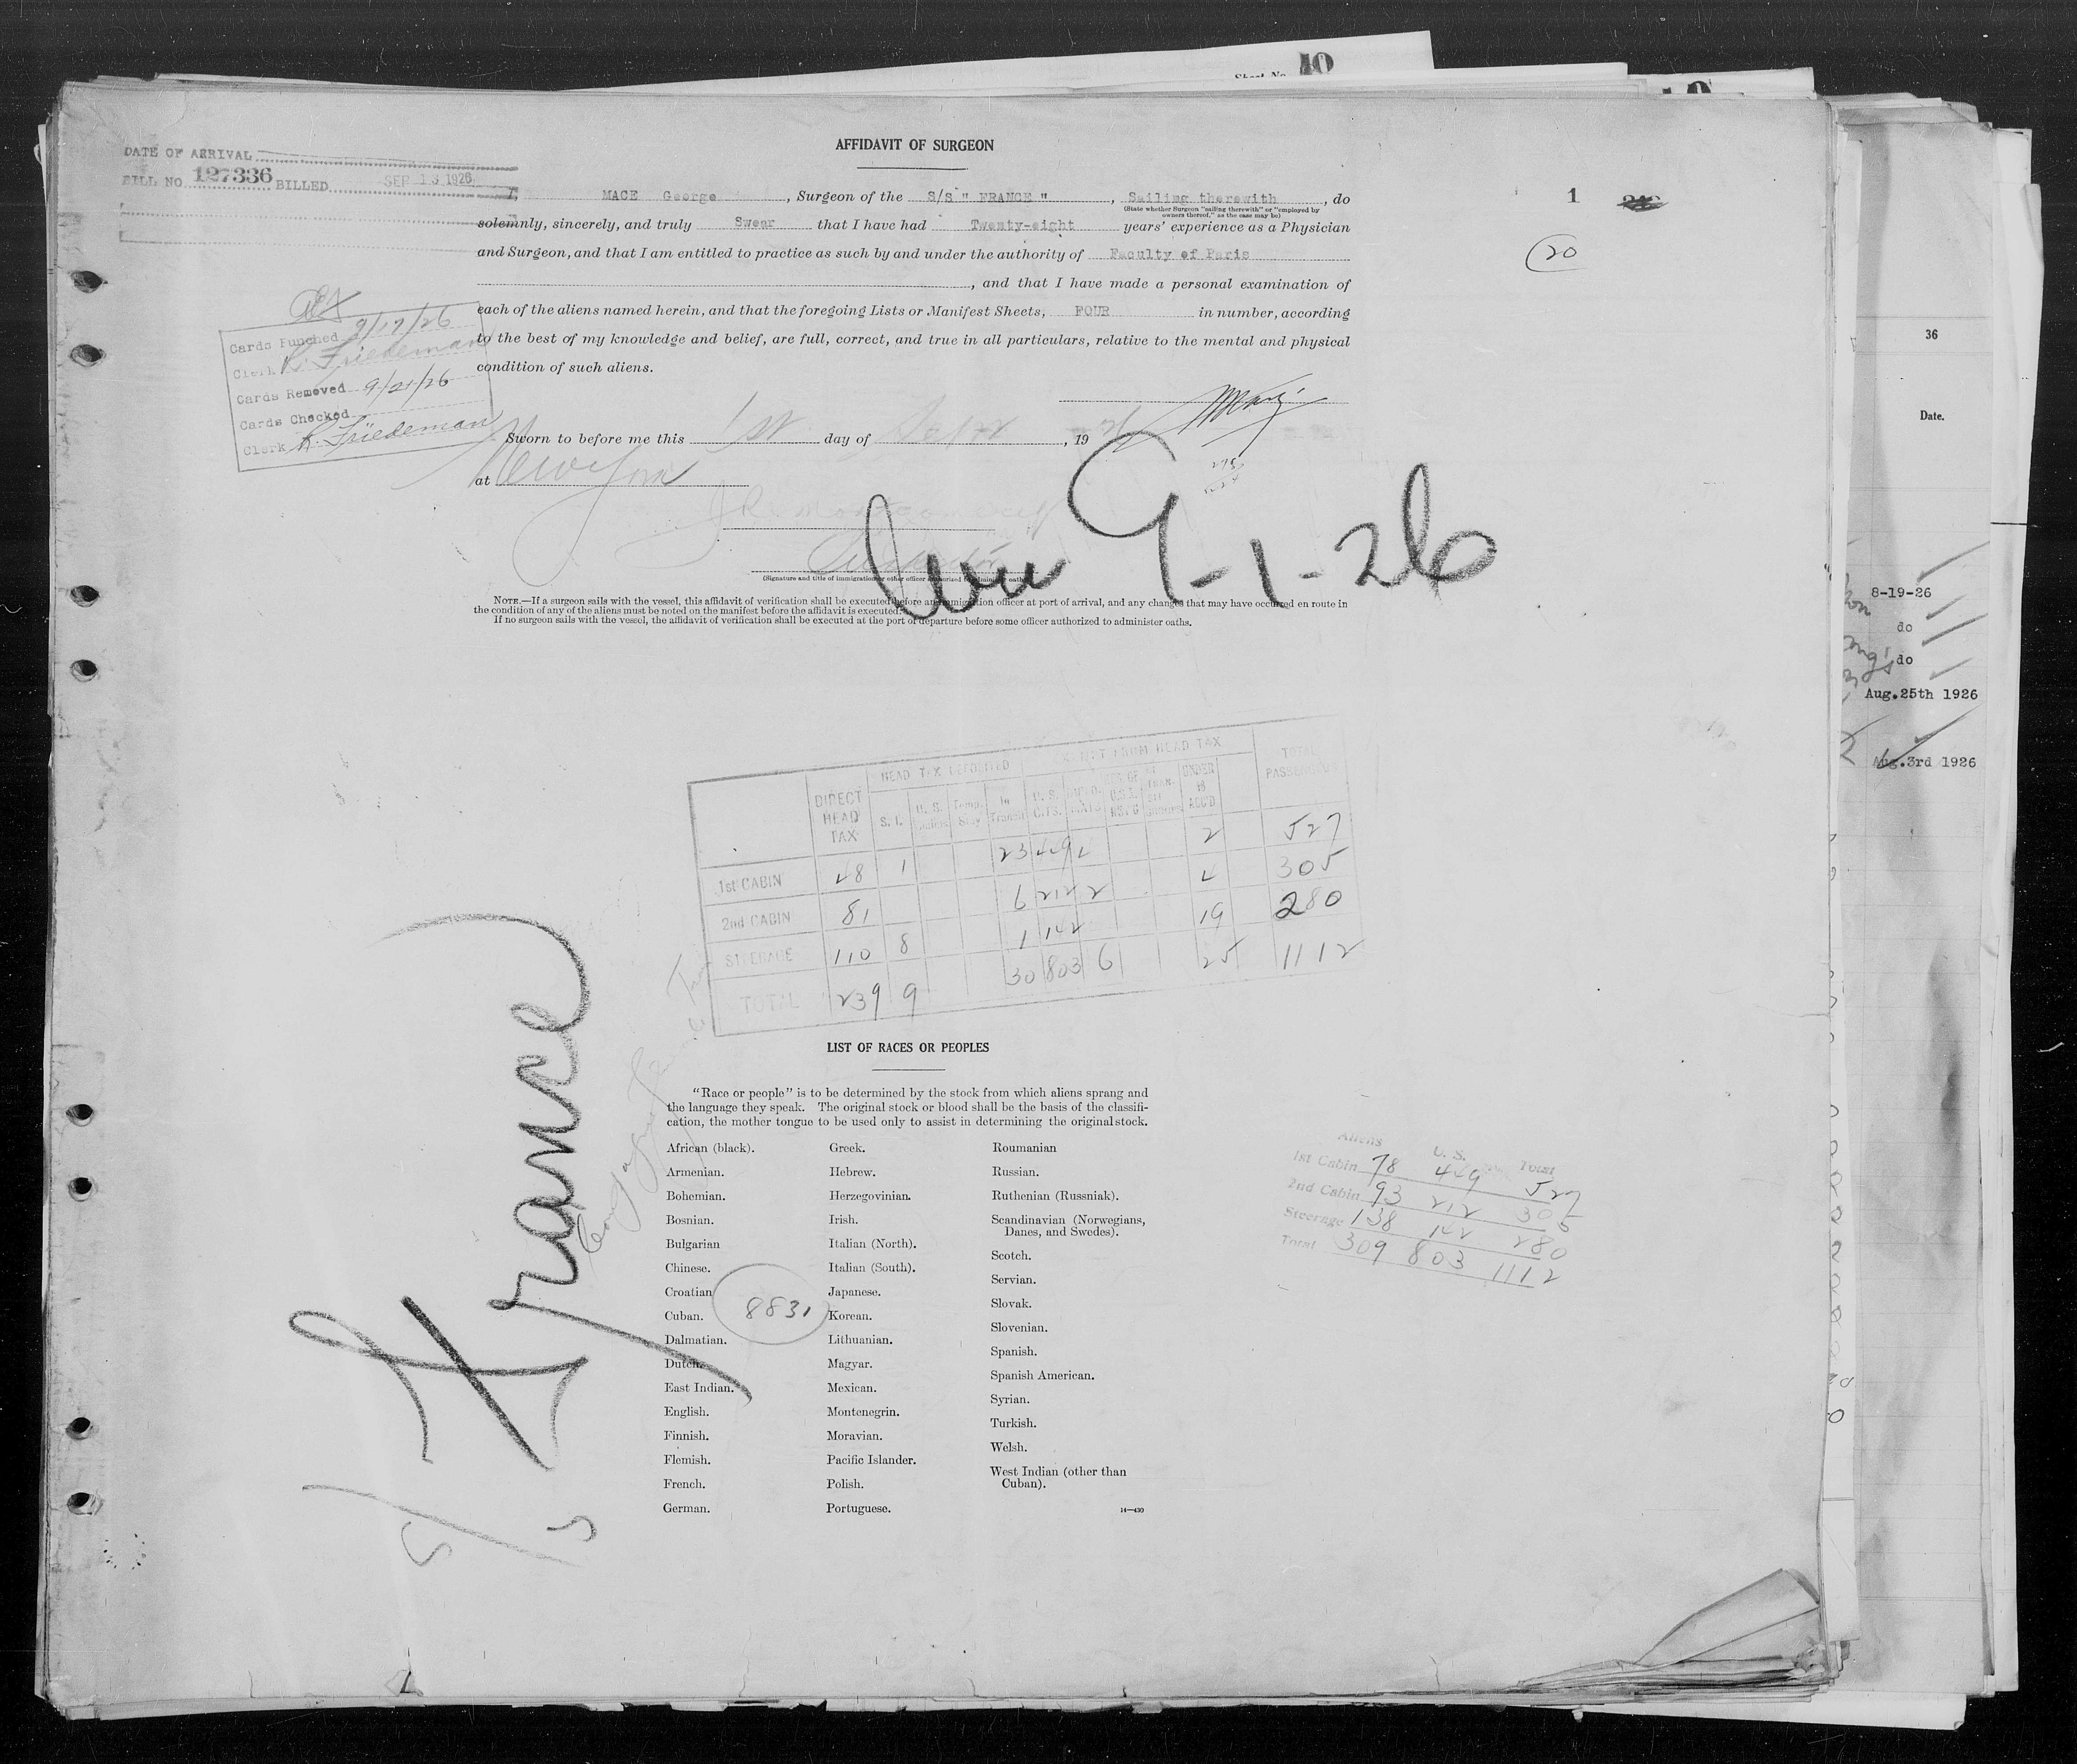 Sheet No. 10
AFFIDAVIT OF SURGEON
DATE OF ARRIVAL
BILL NO 127336 BILLED SEP 13 1926
I, MACE George, Surgeon of the S/S " FRANCE ", Sailing therewith, do
(State whether Surgeon "sailing therewith" or "employed by owners thereof," as the case may be)
solemnly, sincerely, and truly Swear that I have had Twenty-eight years' experience as a Physician
and Surgeon, and that I am entitled to practice as such by and under the authority of Faculty of Paris
, and that I have made a personal examination of
each of the aliens named herein, and that the foregoing Lists or Manifest Sheets, FOUR in number, according
to the best of my knowledge and belief, are full, correct, and true in all particulars, relative to the mental and physical
condition of such aliens.
1
20
Cards Punched 9/17/26
Clerk R. Friedeman
Cards Removed 9/21/26
Cards Checked
Clerk R. Friedeman
Sworn to before me this 1st day of Sept, 1926
at New York
9-1-26
(Signature and title of immigration or other officer authorized to administer oaths)
NOTE.—If a surgeon sails with the vessel, this affidavit of verification shall be executed before an immigration officer at port of arrival, and any changes that may have occurred en route in
the condition of any of the aliens must be noted on the manifest before the affidavit is executed.
If no surgeon sails with the vessel, the affidavit of verification shall be executed at the port of departure before some officer authorized to administer oaths.
HEAD TAX DEPOSITED EXEMPT FROM HEAD TAX TOTAL PASSENGERS
DIRECT HEAD TAX S. I. U. S. Temp. Stay In Transit U. S. CITS. UNDER 16 ACC'D
1st CABIN 48 1 23 449 4 2 527
2nd CABIN 81 6 212 2 4 305
STEERAGE 110 8 1 142 19 280
TOTAL 239 9 30 803 6 25 1112
S/S France
LIST OF RACES OR PEOPLES
"Race or people" is to be determined by the stock from which aliens sprang and
the language they speak. The original stock or blood shall be the basis of the classifi-
cation, the mother tongue to be used only to assist in determining the original stock.
African (black).
Armenian.
Bohemian.
Bosnian.
Bulgarian
Chinese.
Croatian
Cuban.
Dalmatian.
Dutch.
East Indian.
English.
Finnish.
Flemish.
French.
German.
8831
Greek.
Hebrew.
Herzegovinian.
Irish.
Italian (North).
Italian (South).
Japanese.
Korean.
Lithuanian.
Magyar.
Mexican.
Montenegrin.
Moravian.
Pacific Islander.
Polish.
Portuguese.
Roumanian
Russian.
Ruthenian (Russniak).
Scandinavian (Norwegians,
Danes, and Swedes).
Scotch.
Servian.
Slovak.
Slovenian.
Spanish.
Spanish American.
Syrian.
Turkish.
Welsh.
West Indian (other than
Cuban).
14—430
Aliens U. S. Total
1st Cabin 78 449 527
2nd Cabin 93 212 305
Steerage 138 142 280
Total 309 803 1112
36
Date.
8-19-26
do
do
Aug.25th 1926
Aug.3rd 1926